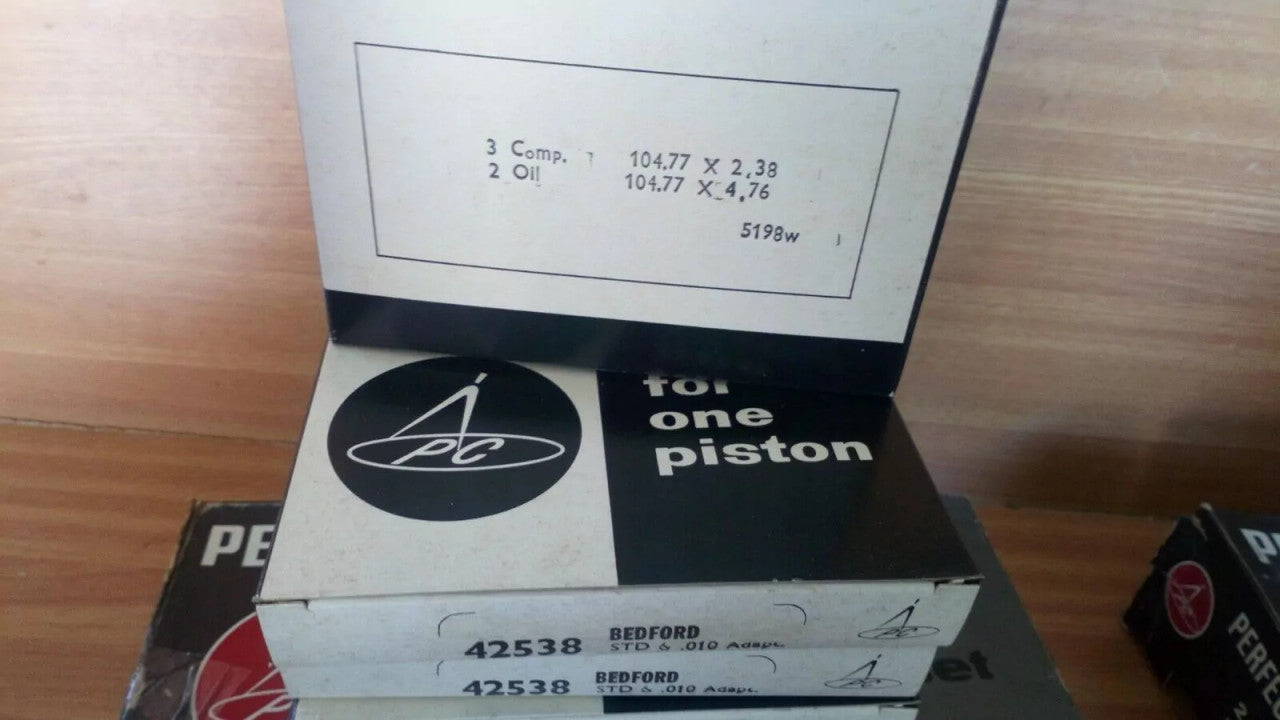 3 Comp. 104.77 X 2,38
2 Oil 104.77 X 4,76
5198w
PC
for
one
piston
PE
42538 BEDFORD
STD & .010 Adapt.
42538 BEDFORD
STD & .010 Adapt.
PERFE